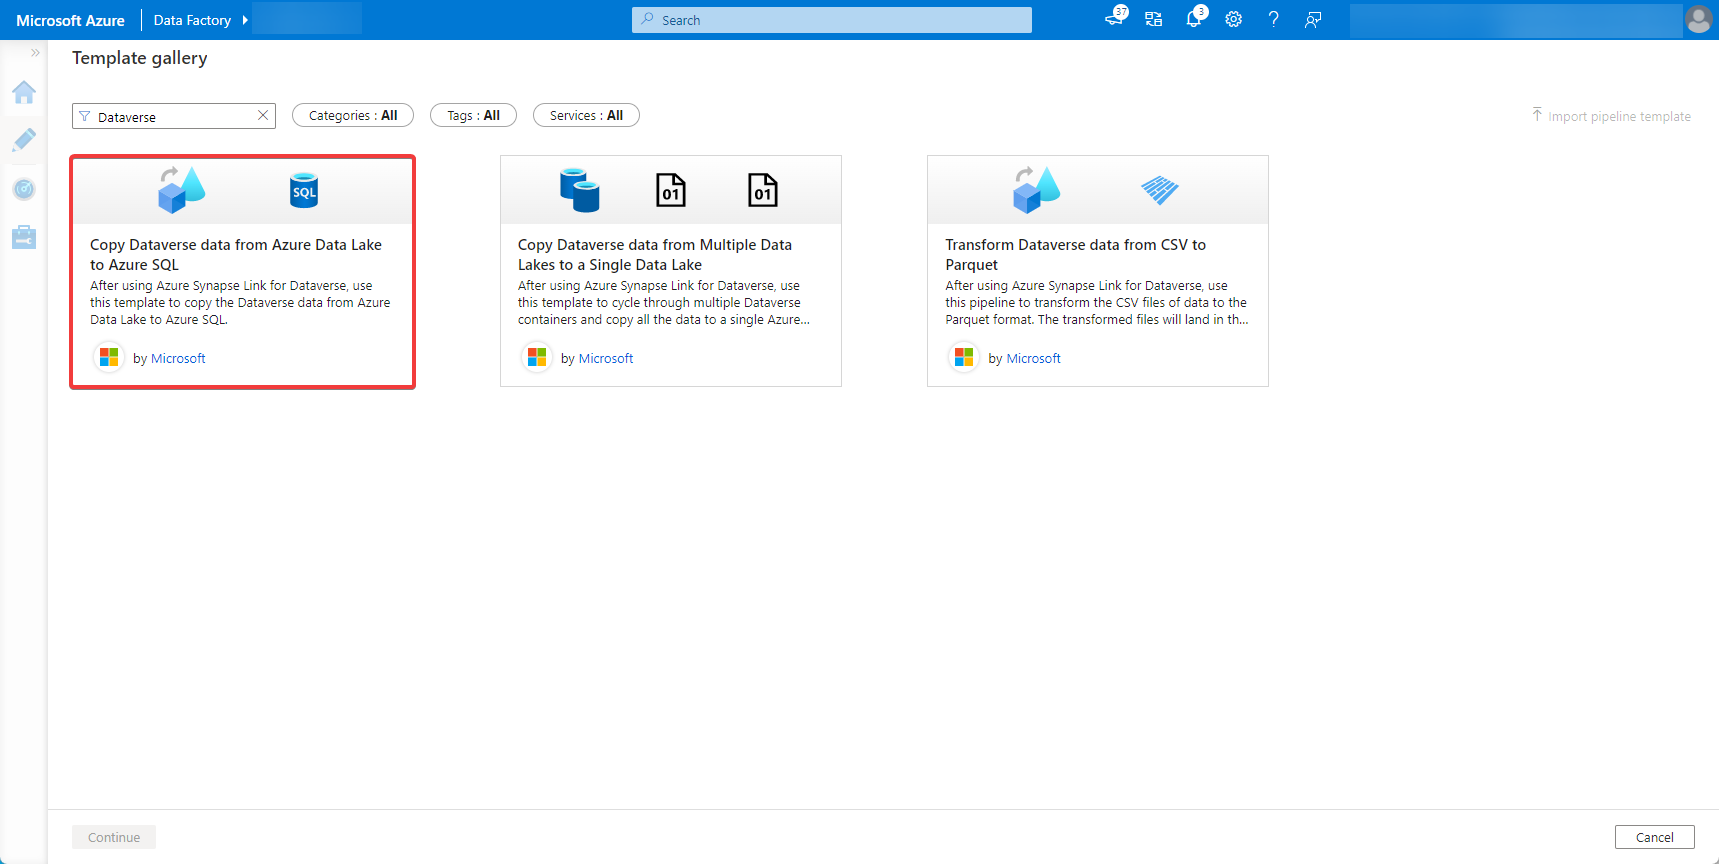 Microsoft Azure
Data Factory
Search
37
3
»
Template gallery
Dataverse
Categories : All
Tags : All
Services : All
Import pipeline template
SQL
Copy Dataverse data from Azure Data Lake
to Azure SQL
After using Azure Synapse Link for Dataverse, use
this template to copy the Dataverse data from Azure
Data Lake to Azure SQL.
by Microsoft
01
01
Copy Dataverse data from Multiple Data
Lakes to a Single Data Lake
After using Azure Synapse Link for Dataverse, use
this template to cycle through multiple Dataverse
containers and copy all the data to a single Azure...
by Microsoft
Transform Dataverse data from CSV to
Parquet
After using Azure Synapse Link for Dataverse, use
this pipeline to transform the CSV files of data to the
Parquet format. The transformed files will land in th...
by Microsoft
Continue
Cancel